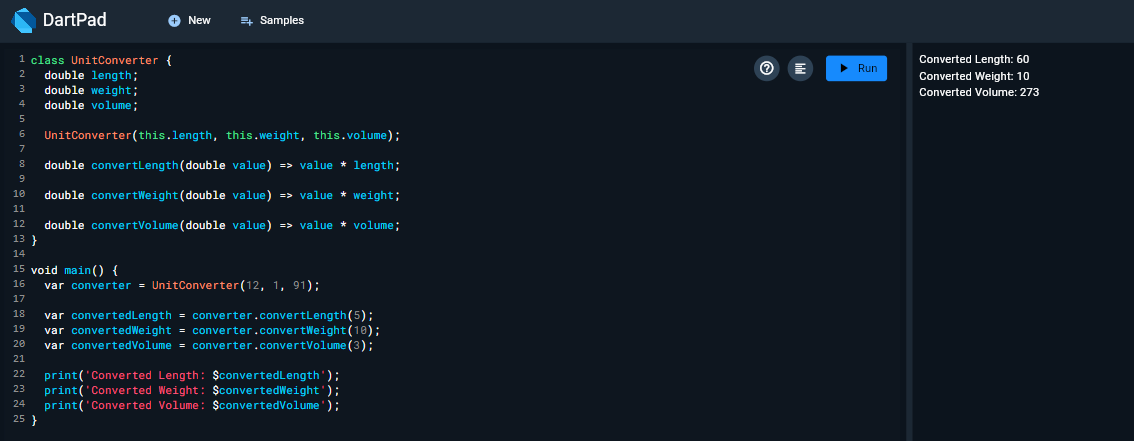 DartPad
New
Samples
1 class UnitConverter {
2   double length;
3   double weight;
4   double volume;
5
6   UnitConverter(this.length, this.weight, this.volume);
7
8   double convertLength(double value) => value * length;
9
10   double convertWeight(double value) => value * weight;
11
12   double convertVolume(double value) => value * volume;
13 }
14
15 void main() {
16   var converter = UnitConverter(12, 1, 91);
17
18   var convertedLength = converter.convertLength(5);
19   var convertedWeight = converter.convertWeight(10);
20   var convertedVolume = converter.convertVolume(3);
21
22   print('Converted Length: $convertedLength');
23   print('Converted Weight: $convertedWeight');
24   print('Converted Volume: $convertedVolume');
25 }
Run
Converted Length: 60
Converted Weight: 10
Converted Volume: 273